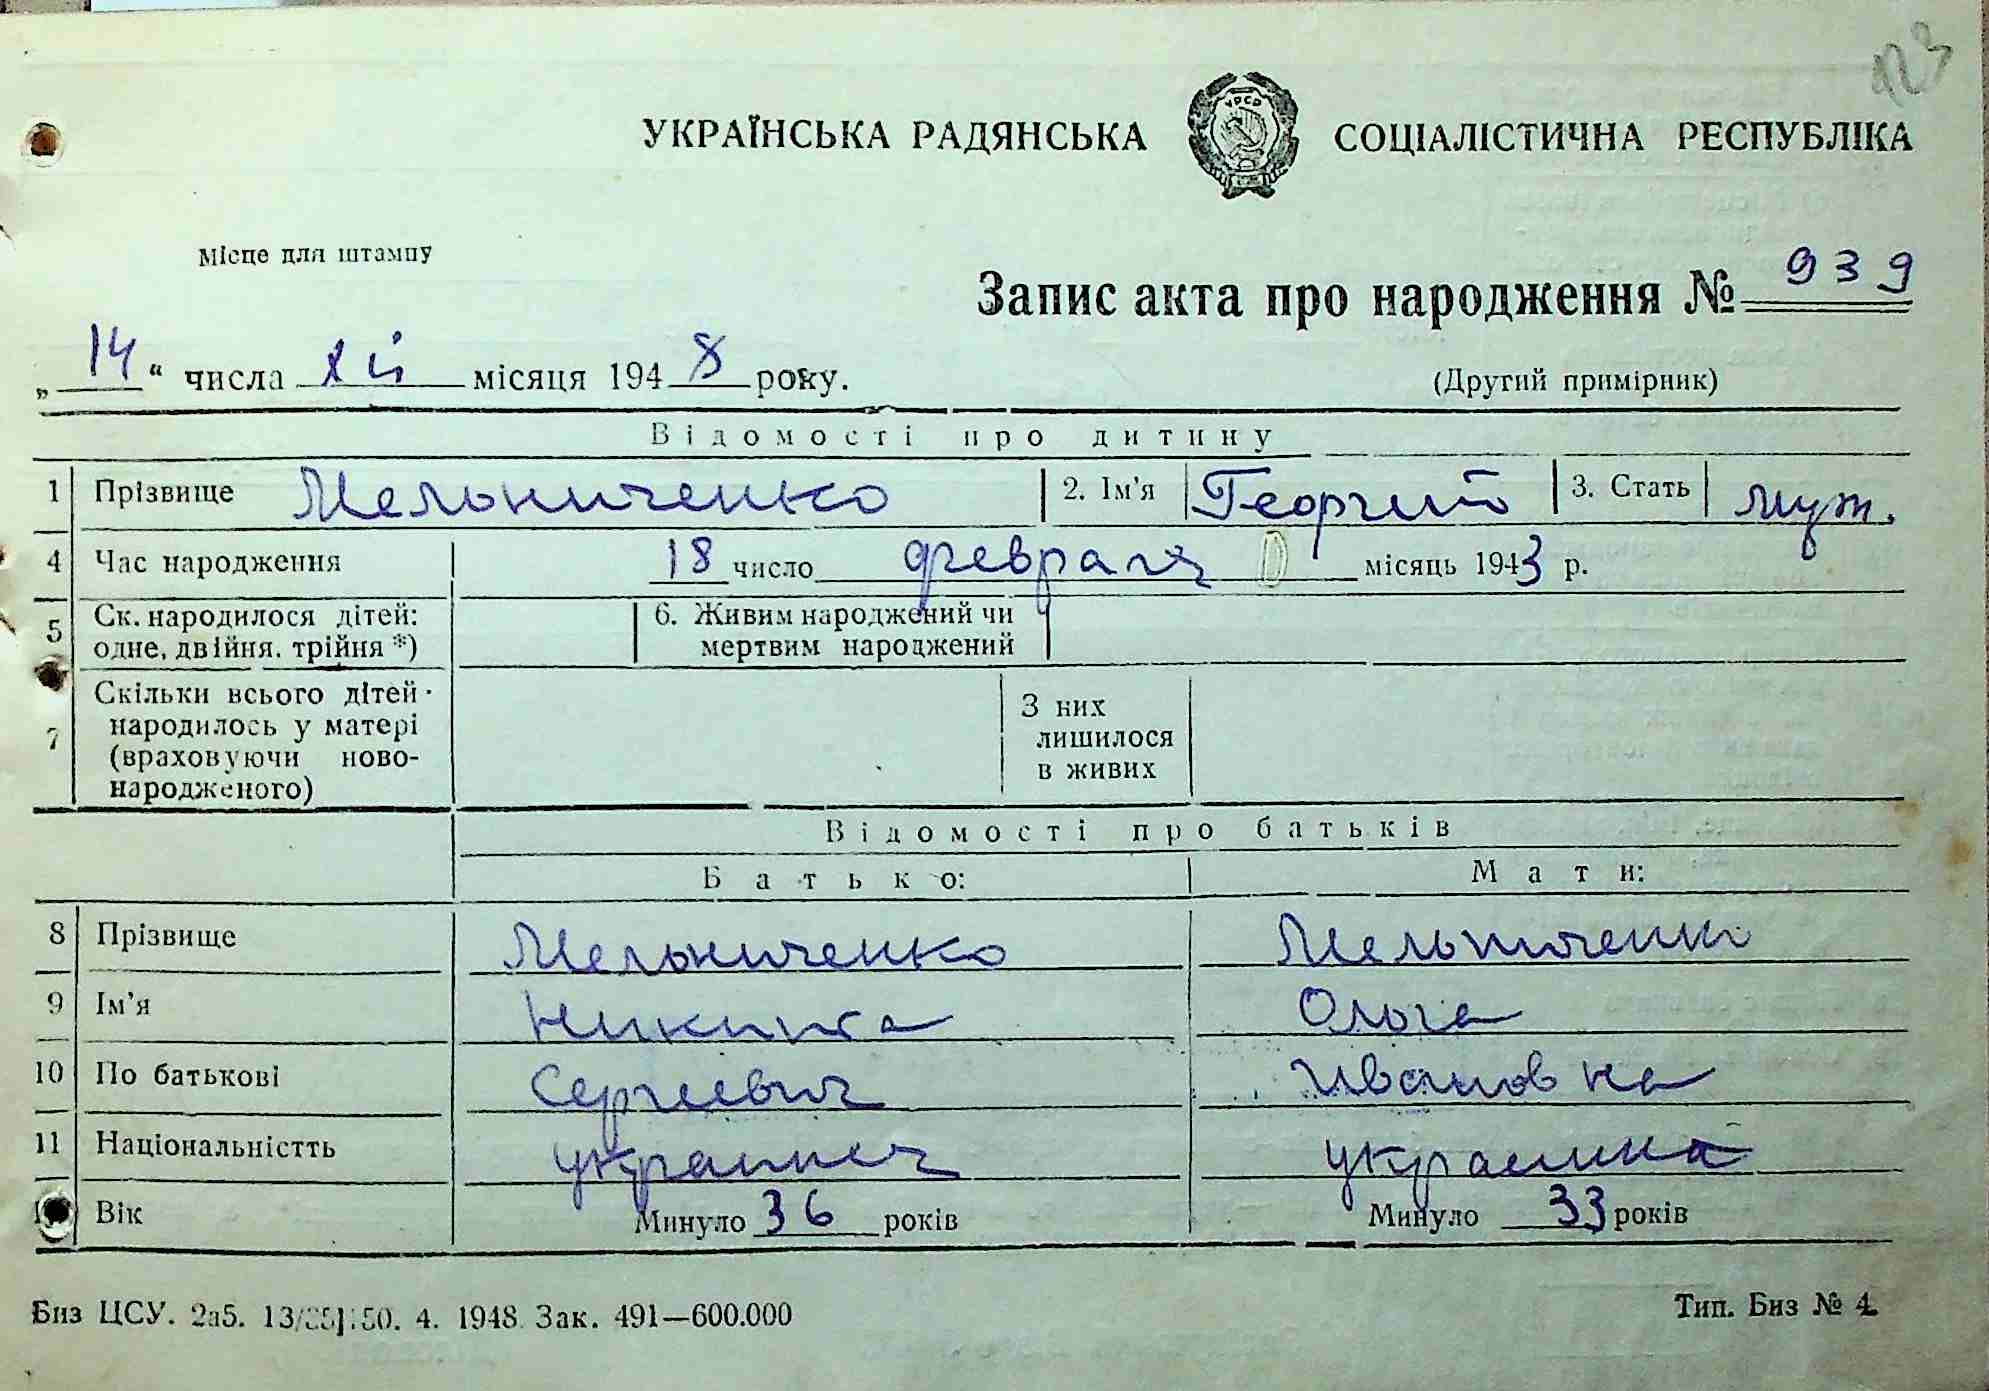 123
УКРАЇНСЬКА РАДЯНСЬКА СОЦІАЛІСТИЧНА РЕСПУБЛІКА
УРСР
Місце для штампу
Запис акта про народження № 939
„14“ числа XII місяця 1948 року.
(Другий примірник)
Відомості про дитину
1 Прізвище Мельниченко 2. Ім'я Георгий 3. Стать муж.
4 Час народження 18 число февраля місяць 1943 р.
5 Ск. народилося дітей: одне, двійня, трійня *) 6. Живим народжений чи мертвим народжений
7 Скільки всього дітей народилось у матері (враховуючи новонародженого) З них лишилося в живих
Відомості про батьків
Батько: Мати:
8 Прізвище Мельниченко Мельниченко
9 Ім'я Никита Ольга
10 По батькові Сергеевич Ивановна
11 Національністть украинец украинка
Вік Минуло 36 років Минуло 33 років
Биз ЦСУ. 2а5. 4. 1948. Зак. 491—600.000 Тип. Биз № 4